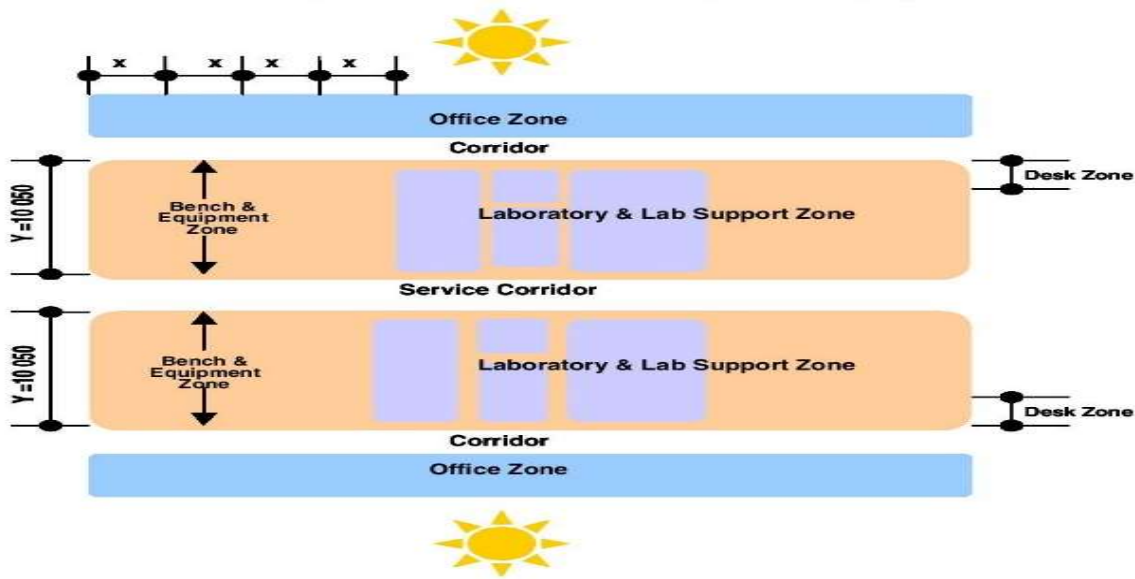 x x x x
Office Zone
Corridor
Desk Zone
Y =10 050
Bench &
Equipment
Zone
Laboratory & Lab Support Zone
Service Corridor
Y =10 050
Bench &
Equipment
Zone
Laboratory & Lab Support Zone
Desk Zone
Corridor
Office Zone